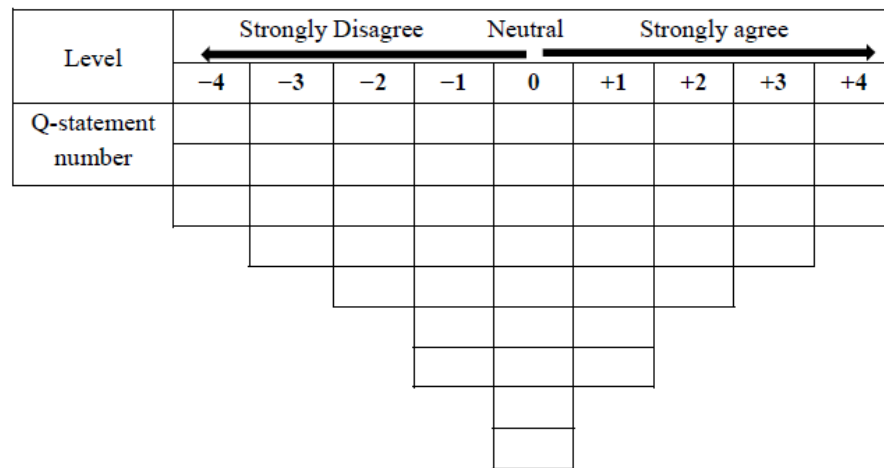 Level
Strongly Disagree Neutral Strongly agree
−4 −3 −2 −1 0 +1 +2 +3 +4
Q-statement
number